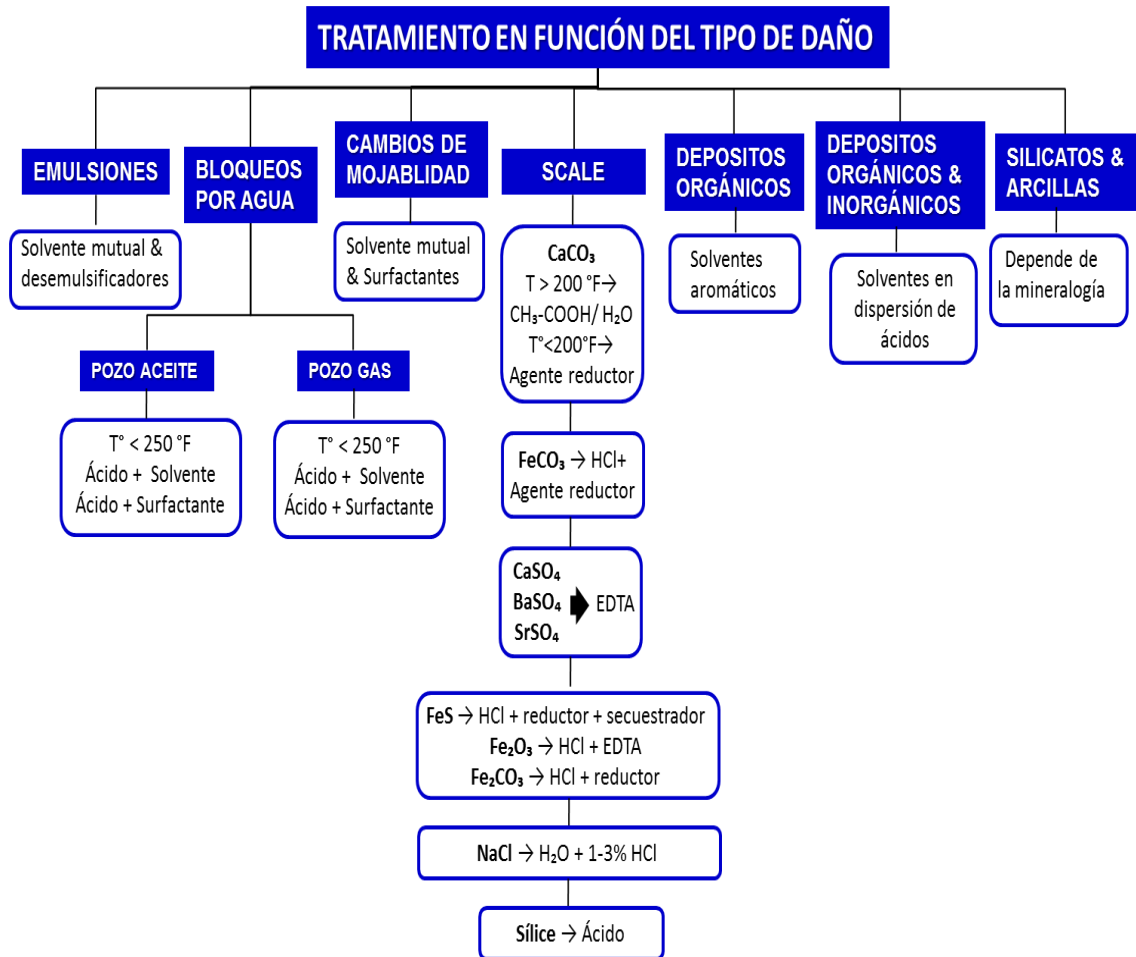 TRATAMIENTO EN FUNCIÓN DEL TIPO DE DAÑO
EMULSIONES
Solvente mutual &
desemulsificadores
BLOQUEOS
POR AGUA
POZO ACEITE
T° < 250 °F
Ácido + Solvente
Ácido + Surfactante
POZO GAS
T° < 250 °F
Ácido + Solvente
Ácido + Surfactante
CAMBIOS DE
MOJABLIDAD
Solvente mutual
& Surfactantes
SCALE
CaCO₃
T > 200 °F→
CH₃-COOH/ H₂O
T°<200°F→
Agente reductor
FeCO₃ → HCl+
Agente reductor
CaSO₄
BaSO₄ ➡ EDTA
SrSO₄
FeS → HCl + reductor + secuestrador
Fe₂O₃ → HCl + EDTA
Fe₂CO₃ → HCl + reductor
NaCl → H₂O + 1-3% HCl
Sílice → Ácido
DEPOSITOS
ORGÁNICOS
Solventes
aromáticos
DEPOSITOS
ORGÁNICOS &
INORGÁNICOS
Solventes en
dispersión de
ácidos
SILICATOS &
ARCILLAS
Depende de
la mineralogía